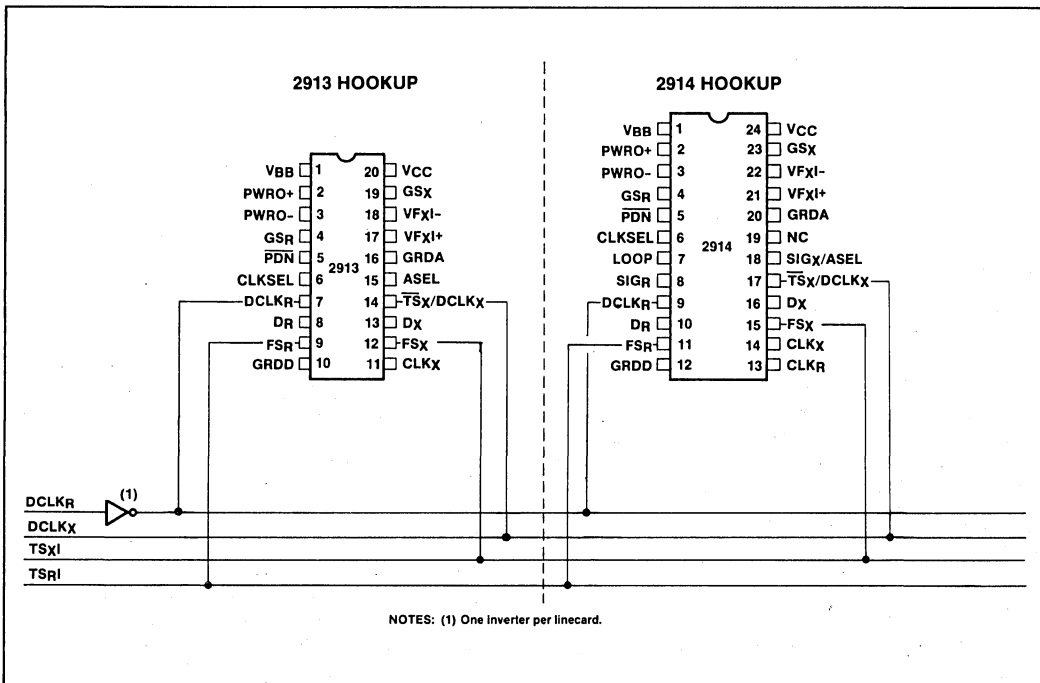 2913 HOOKUP
VBB 1 20 VCC
PWRO+ 2 19 GSX
PWRO- 3 18 VFXI-
GSR 4 17 VFXI+
PDN 5 16 GRDA
2913
CLKSEL 6 15 ASEL
DCLKR 7 14 TSX/DCLKX
DR 8 13 DX
FSR 9 12 FSX
GRDD 10 11 CLKX
2914 HOOKUP
VBB 1 24 VCC
PWRO+ 2 23 GSX
PWRO- 3 22 VFXI-
GSR 4 21 VFXI+
PDN 5 20 GRDA
CLKSEL 6 19 NC
2914
LOOP 7 18 SIGX/ASEL
SIGR 8 17 TSX/DCLKX
DCLKR 9 16 DX
DR 10 15 FSX
FSR 11 14 CLKX
GRDD 12 13 CLKR
DCLKR (1)
DCLKX
TSXI
TSRI
NOTES: (1) One inverter per linecard.